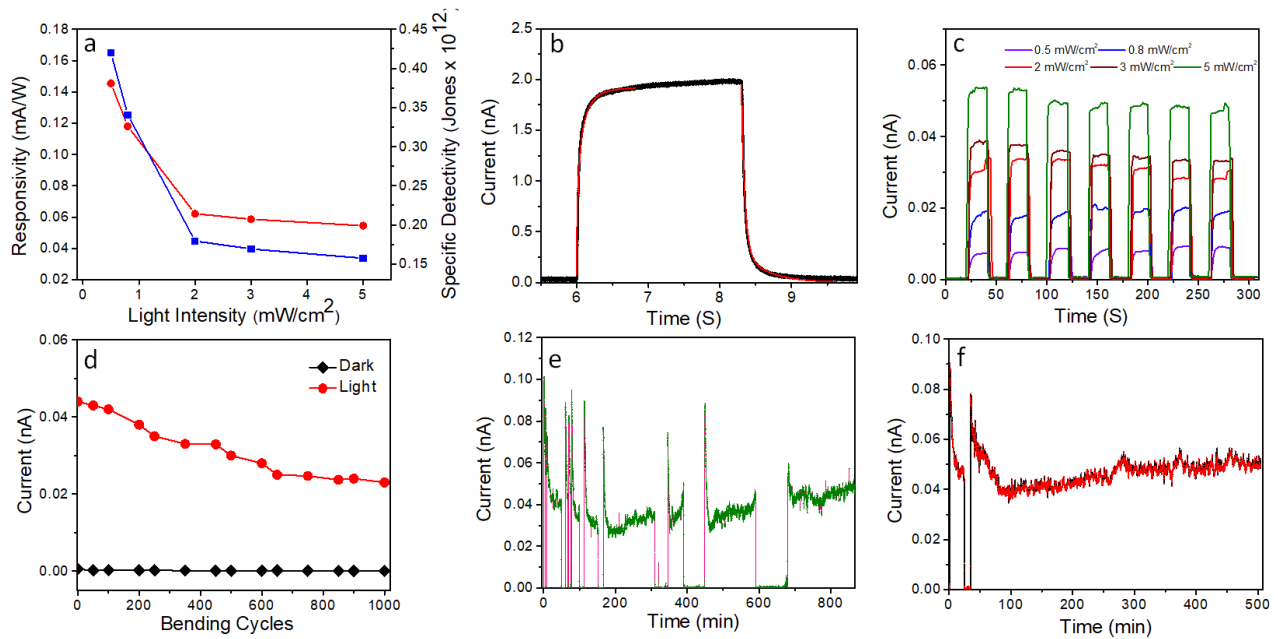 a
0.18
0.16
0.14
0.12
0.10
0.08
0.06
0.04
0.02
0.45
0.40
0.35
0.30
0.25
0.20
0.15
0 1 2 3 4 5
Responsivity (mA/W)
Specific Detectivity (Jones x 10¹²)
Light Intensity (mW/cm²)
b
2.5
2.0
1.5
1.0
0.5
0.0
6 7 8 9
Current (nA)
Time (S)
c
0.5 mW/cm² 0.8 mW/cm²
2 mW/cm² 3 mW/cm² 5 mW/cm²
0.06
0.04
0.02
0.00
0 50 100 150 200 250 300
Current (nA)
Time (S)
d
Dark
Light
0.06
0.04
0.02
0.00
0 200 400 600 800 1000
Current (nA)
Bending Cycles
e
0.12
0.10
0.08
0.06
0.04
0.02
0.00
0 200 400 600 800
Current (nA)
Time (min)
f
0.10
0.08
0.06
0.04
0.02
0.00
0 100 200 300 400 500
Current (nA)
Time (min)